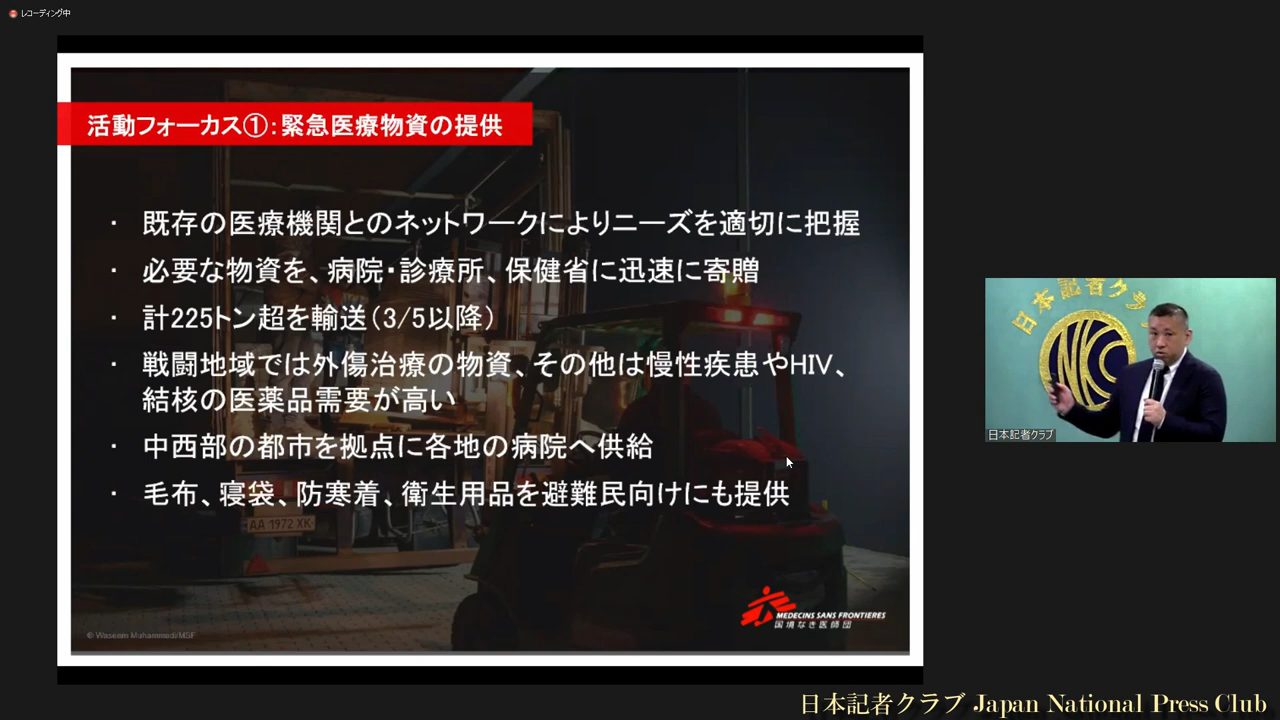 レコーディング中
活動フォーカス①：緊急医療物資の提供
・ 既存の医療機関とのネットワークによりニーズを適切に把握
・ 必要な物資を、病院・診療所、保健省に迅速に寄贈
・ 計225トン超を輸送（3/5以降）
・ 戦闘地域では外傷治療の物資、その他は慢性疾患やHIV、
結核の医薬品需要が高い
・ 中西部の都市を拠点に各地の病院へ供給
・ 毛布、寝袋、防寒着、衛生用品を避難民向けにも提供
AA 1972 XK
MEDECINS SANS FRONTIERES
国境なき医師団
© Waseem Muhammadi/MSF
日本記者クラブ
NKC
日本記者クラブ
日本記者クラブ Japan National Press Club